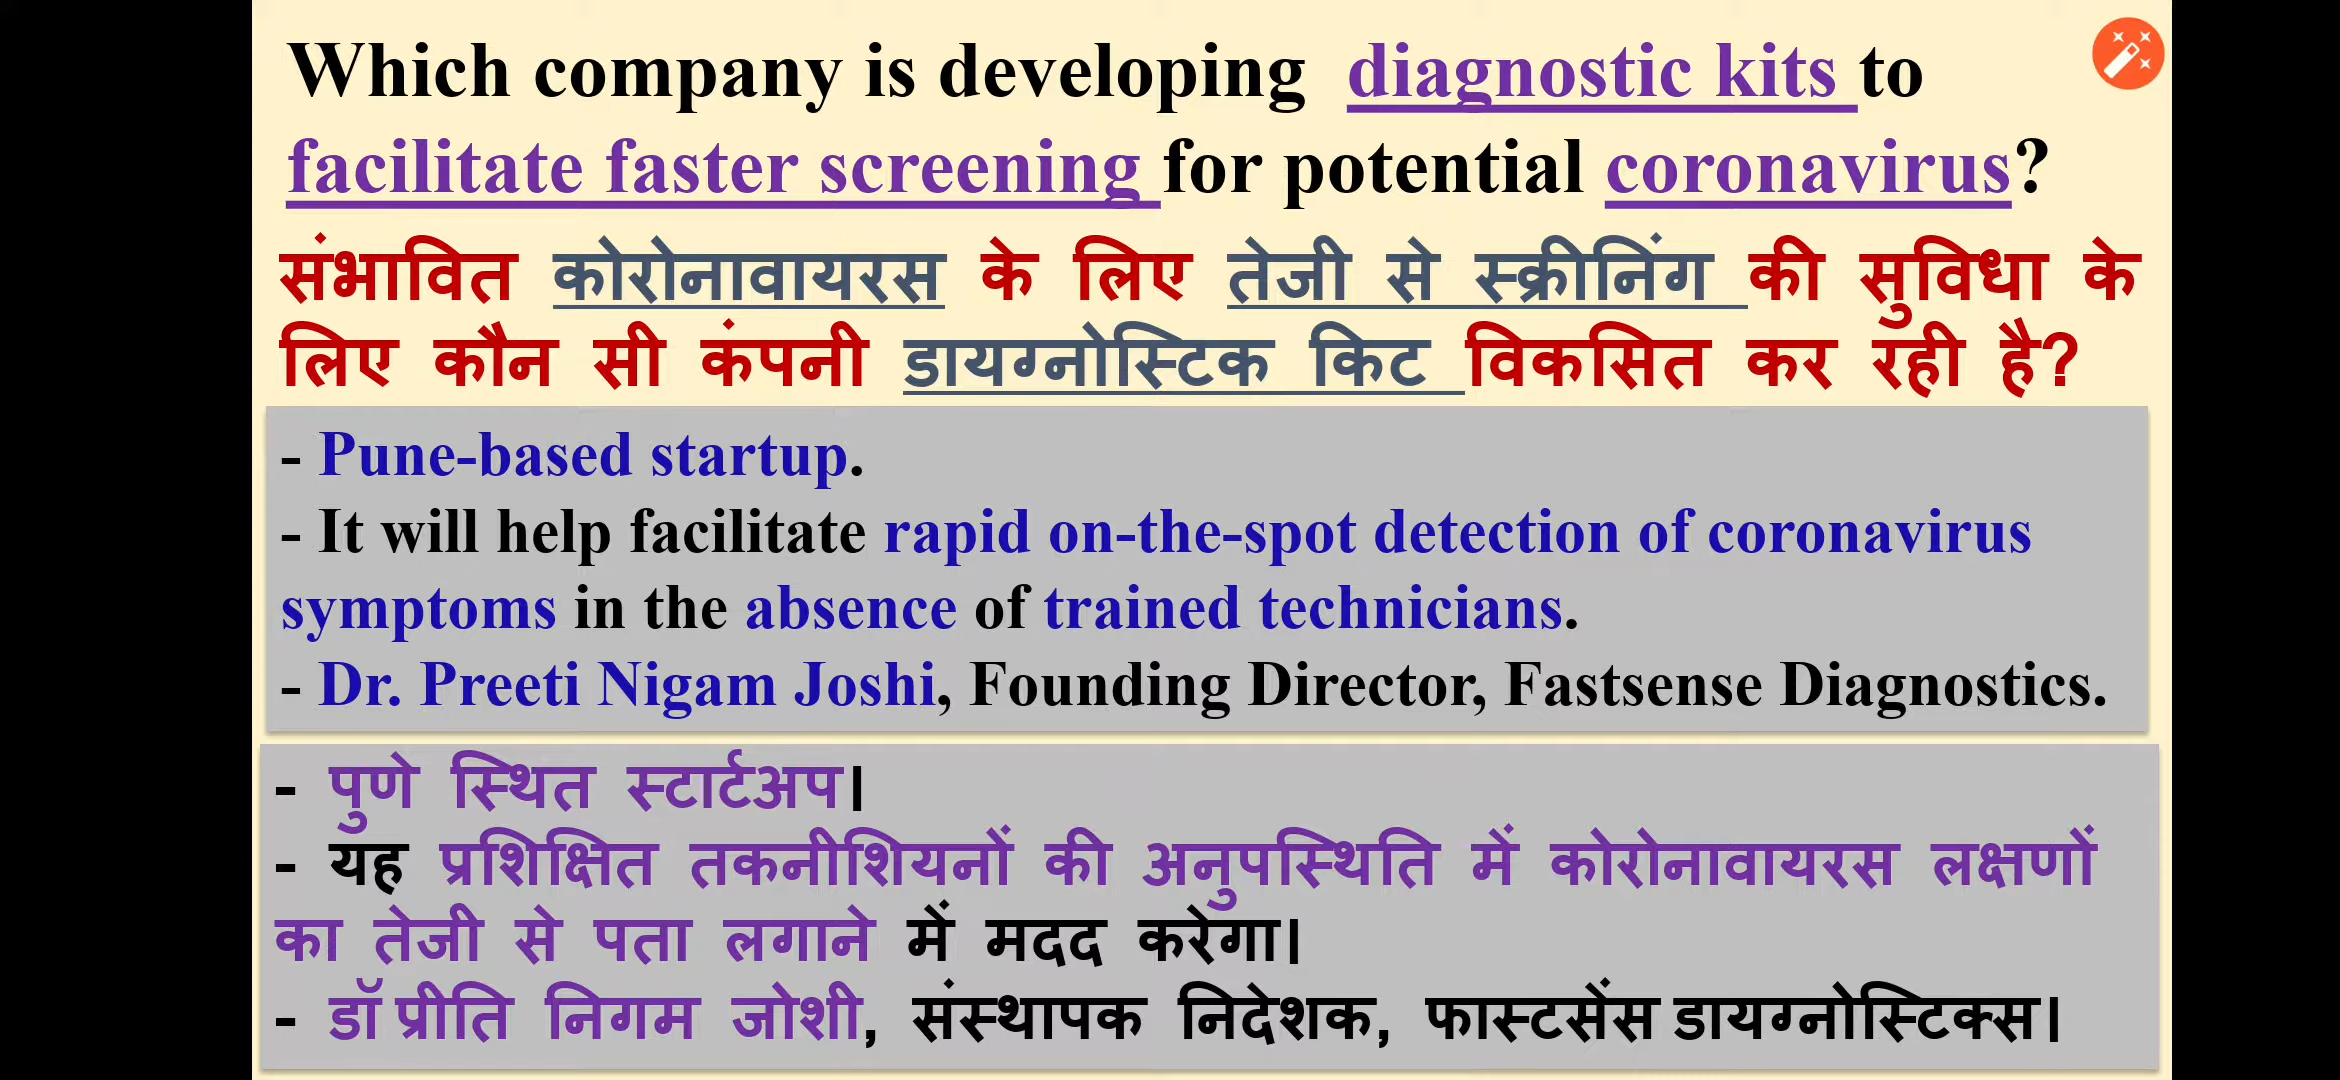 Which company is developing diagnostic kits to
facilitate faster screening for potential coronavirus?
संभावित कोरोनावायरस के लिए तेजी से स्क्रीनिंग की सुविधा के
लिए कौन सी कंपनी डायग्नोस्टिक किट विकसित कर रही है?
- Pune-based startup.
- It will help facilitate rapid on-the-spot detection of coronavirus
symptoms in the absence of trained technicians.
- Dr. Preeti Nigam Joshi, Founding Director, Fastsense Diagnostics.
- पुणे स्थित स्टार्टअप।
- यह प्रशिक्षित तकनीशियनों की अनुपस्थिति में कोरोनावायरस लक्षणों
का तेजी से पता लगाने में मदद करेगा।
- डॉ प्रीति निगम जोशी, संस्थापक निदेशक, फास्टसेंस डायग्नोस्टिक्स।